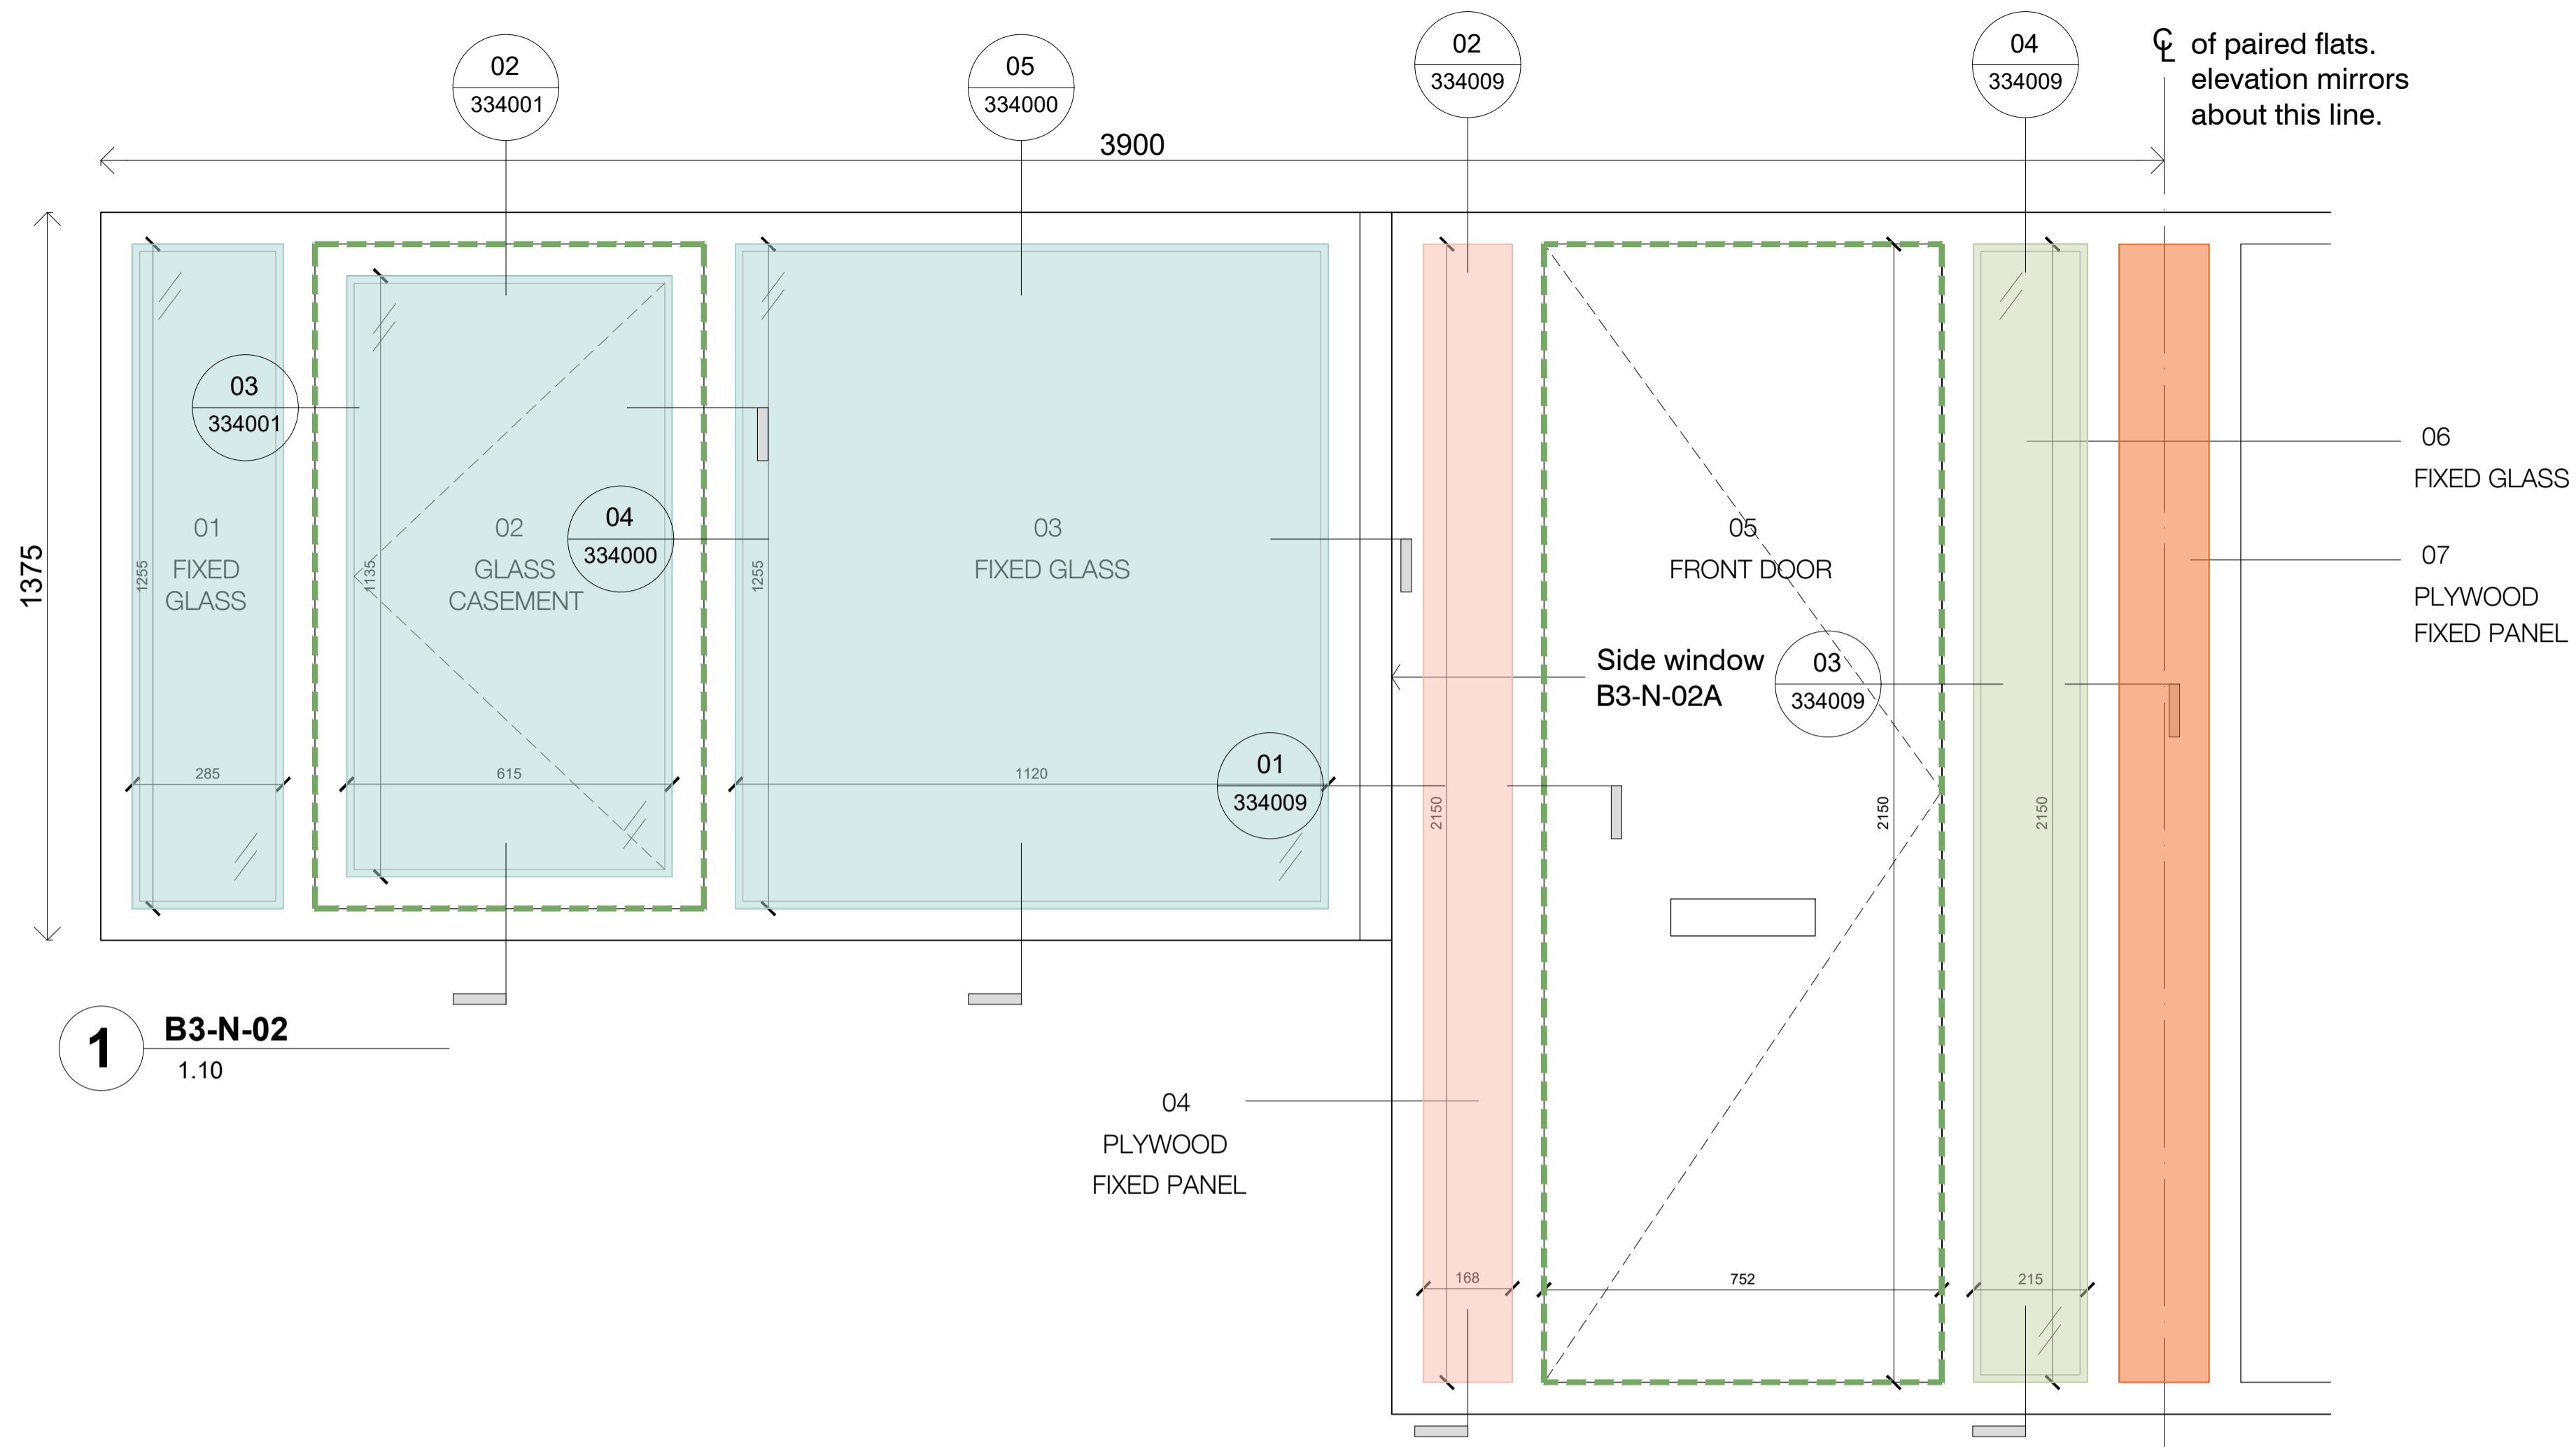 02
334001
05
334000
02
334009
04
334009
℄ of paired flats.
elevation mirrors
about this line.
3900
1375
03
334001
04
334000
01
FIXED
GLASS
1255
285
02
GLASS
CASEMENT
1135
615
03
FIXED GLASS
1255
1120
01
334009
05
FRONT DOOR
Side window
B3-N-02A
03
334009
2150
2150
2150
06
FIXED GLASS
07
PLYWOOD
FIXED PANEL
1
B3-N-02
1.10
04
PLYWOOD
FIXED PANEL
168
752
215